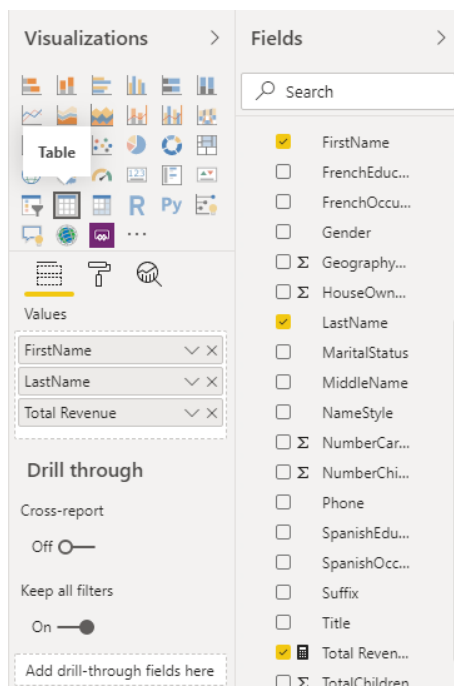 Visualizations
Table
123
R
Py
Values
FirstName
LastName
Total Revenue
Drill through
Cross-report
Off
Keep all filters
On
Add drill-through fields here
Fields
Search
FirstName
FrenchEduc...
FrenchOccu...
Gender
Σ Geography...
Σ HouseOwn...
LastName
MaritalStatus
MiddleName
NameStyle
Σ NumberCar...
Σ NumberChi...
Phone
SpanishEdu...
SpanishOcc...
Suffix
Title
Total Reven...
Σ TotalChildren